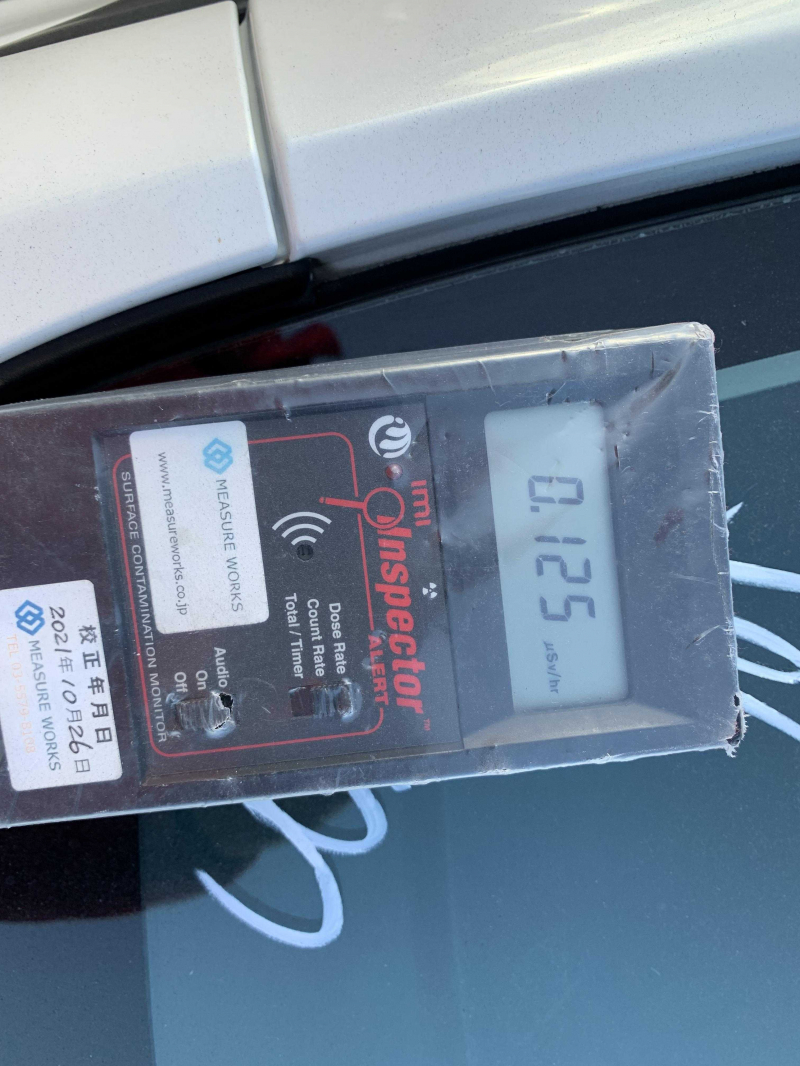 0.125
μSv/hr
imi
Inspector™
ALERT
Dose Rate
Count Rate
Total / Timer
Audio
On
Off
MEASURE WORKS
www.measureworks.co.jp
SURFACE CONTAMINATION MONITOR
校正年月日
2021年10月26日
MEASURE WORKS